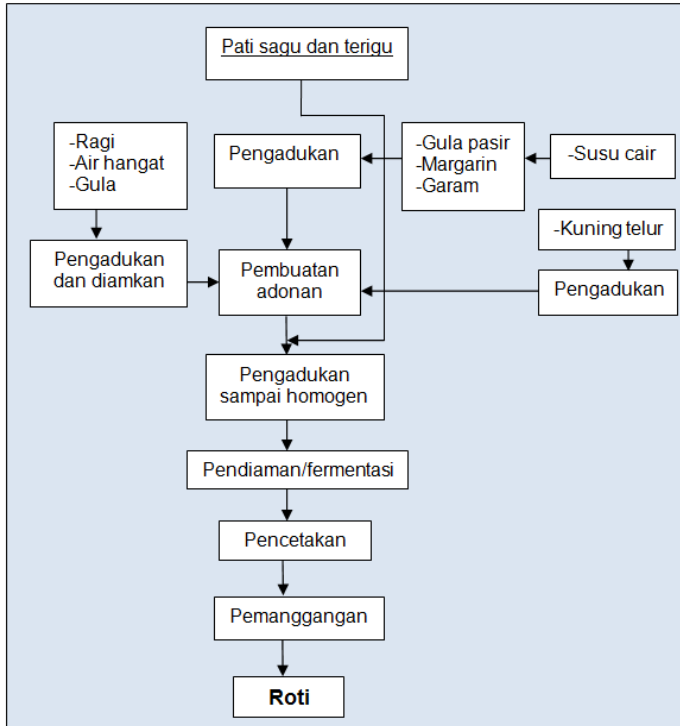 Pati sagu dan terigu
-Ragi
-Air hangat
-Gula
Pengadukan
-Gula pasir
-Margarin
-Garam
-Susu cair
-Kuning telur
Pengadukan
dan diamkan
Pembuatan
adonan
Pengadukan
Pengadukan
sampai homogen
Pendiaman/fermentasi
Pencetakan
Pemanggangan
Roti